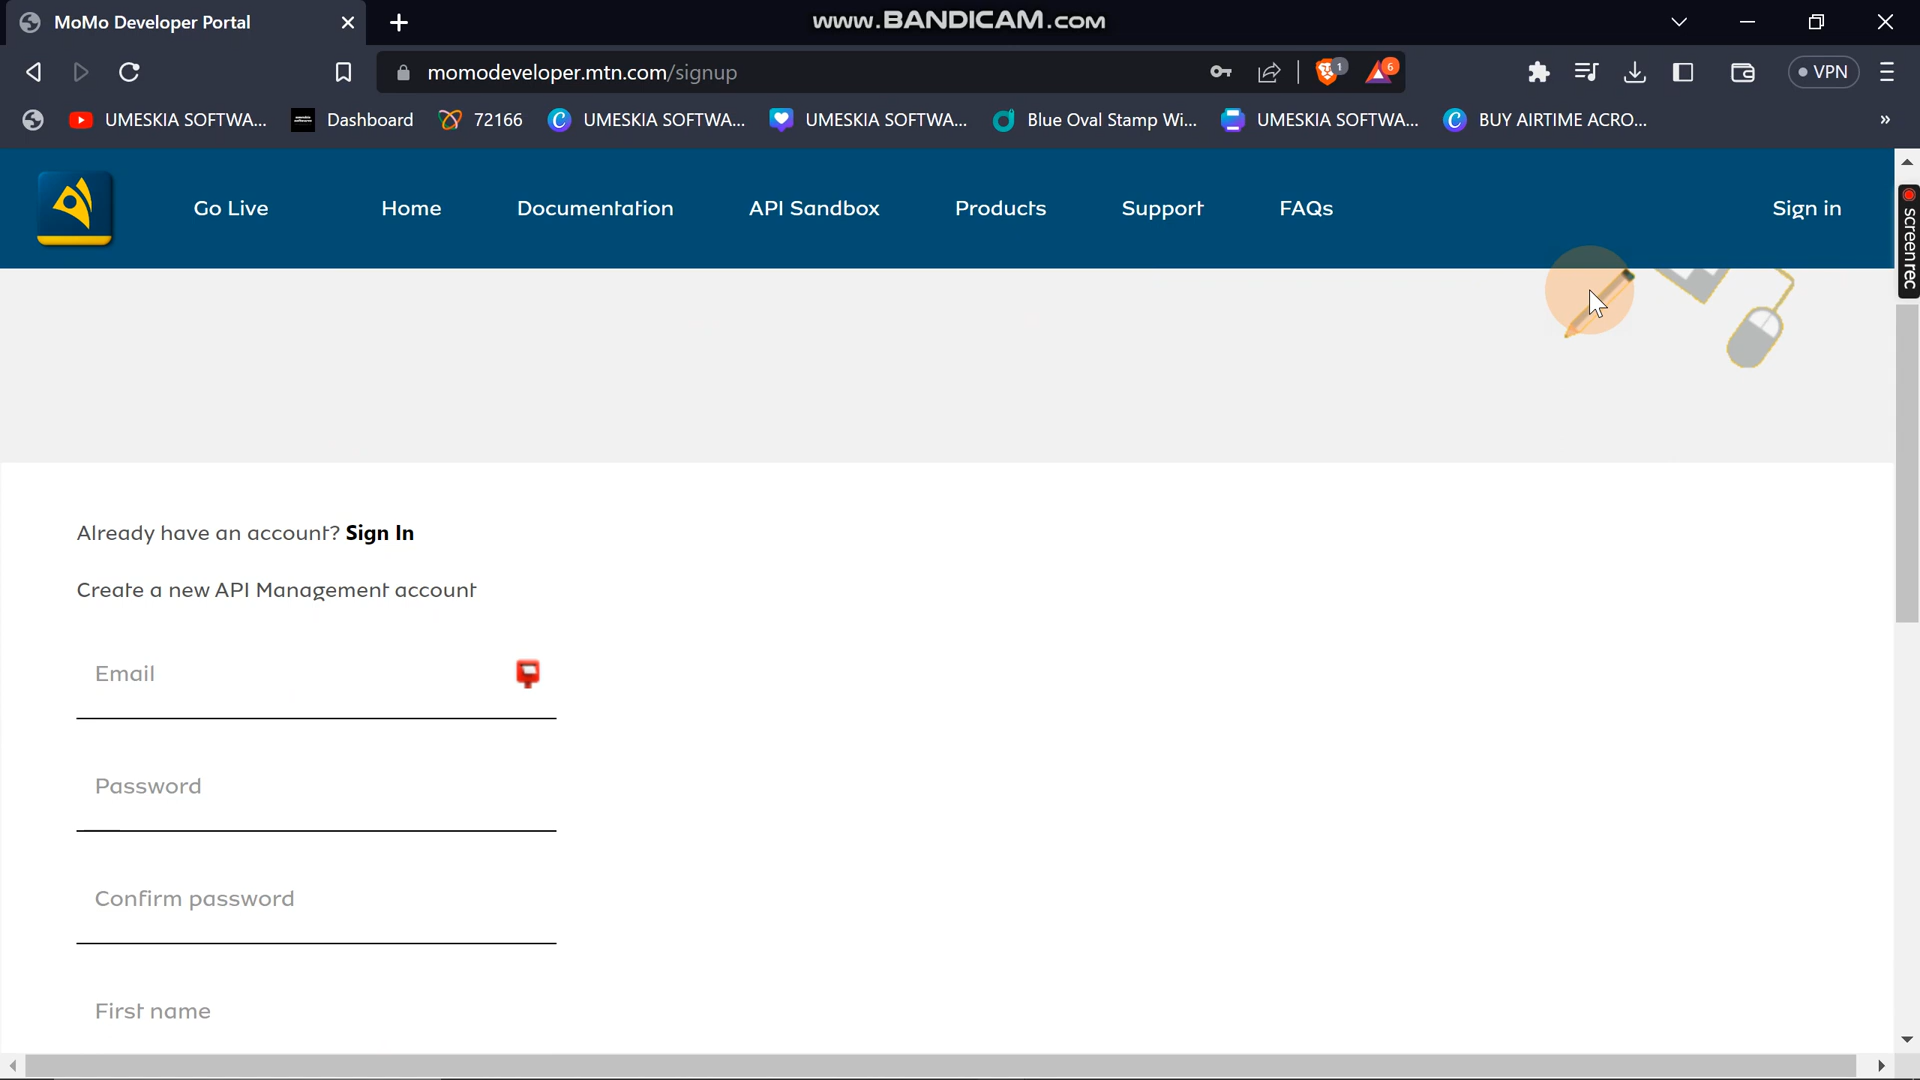 MoMo Developer Portal
www.BANDICAM.com
momodeveloper.mtn.com/signup
1
6
VPN
UMESKIA SOFTWA...
Dashboard
72166
UMESKIA SOFTWA...
UMESKIA SOFTWA...
Blue Oval Stamp Wi...
UMESKIA SOFTWA...
BUY AIRTIME ACRO...
»
Go Live
Home
Documentation
API Sandbox
Products
Support
FAQs
Sign in
screenrec
Already have an account? Sign In
Create a new API Management account
Email
Password
Confirm password
First name